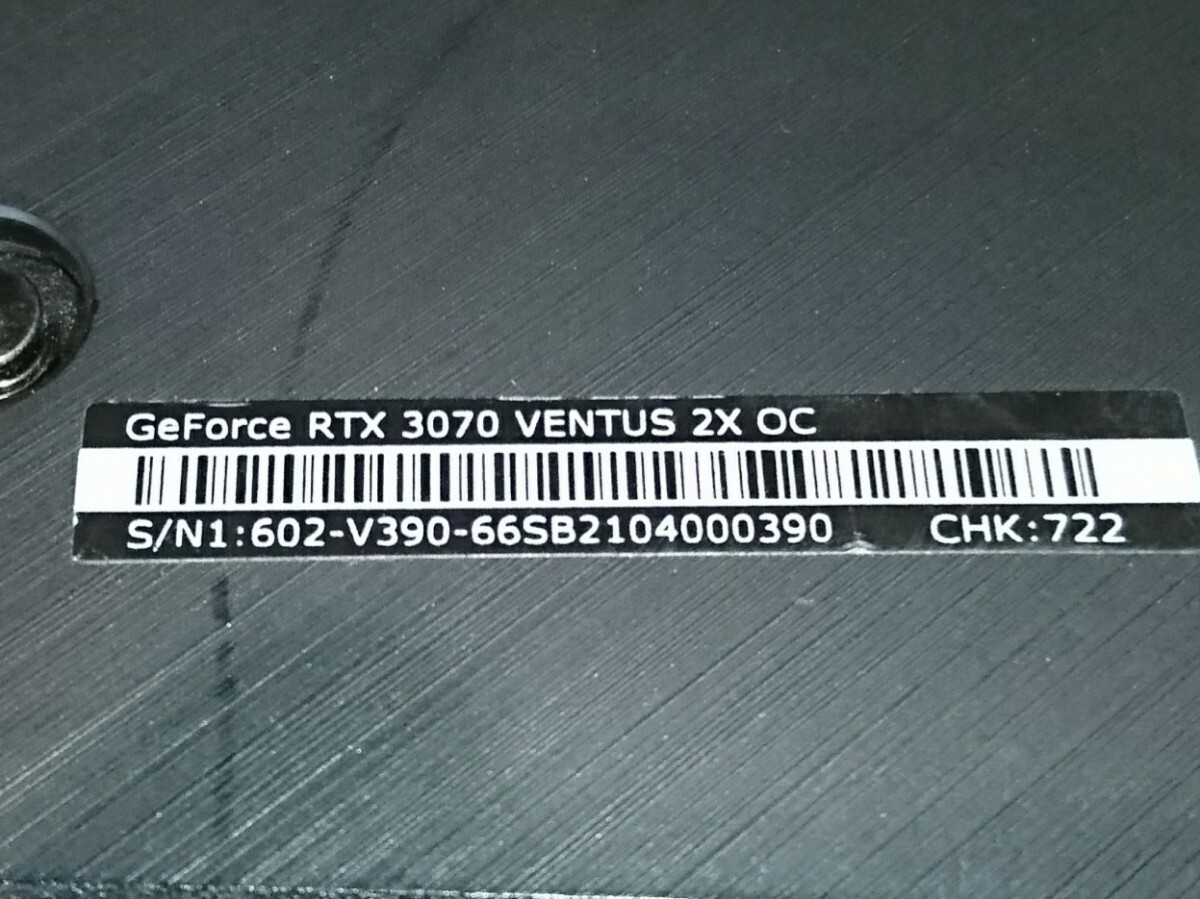 GeForce RTX 3070 VENTUS 2X OC
S/N1:602-V390-66SB2104000390 CHK:722